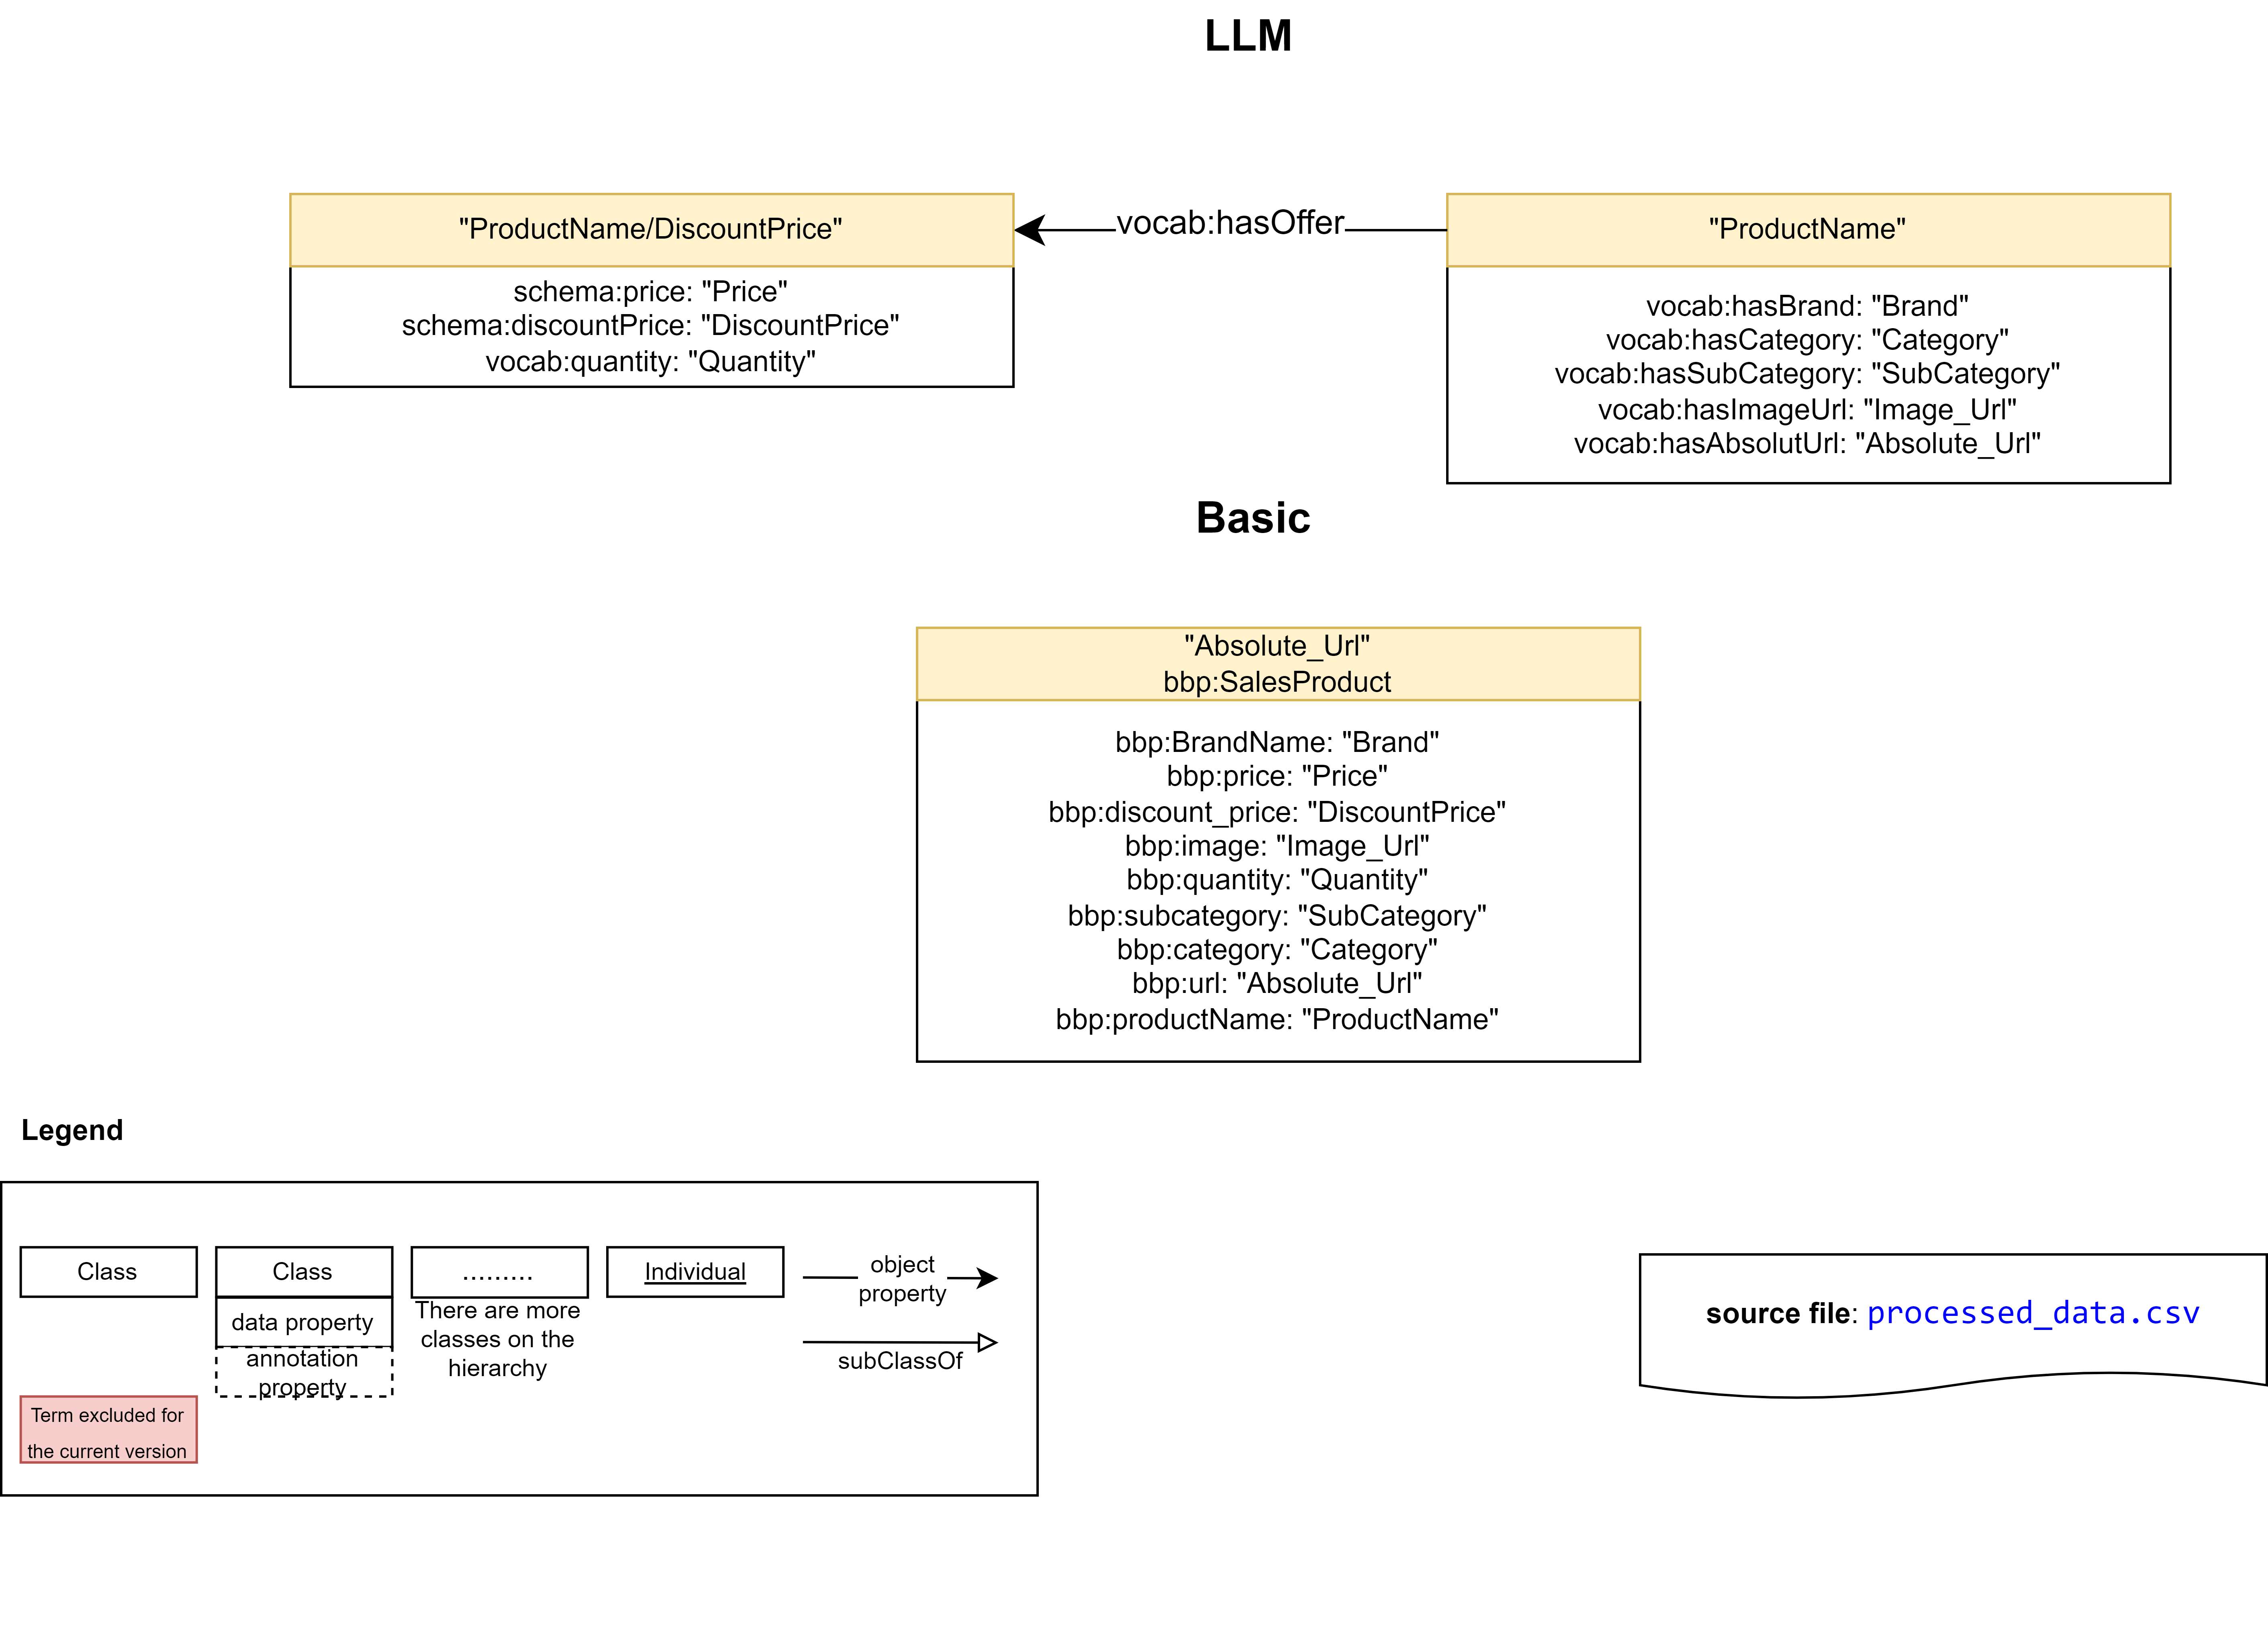 LLM
"ProductName/DiscountPrice"
schema:price: "Price"
schema:discountPrice: "DiscountPrice"
vocab:quantity: "Quantity"
vocab:hasOffer
"ProductName"
vocab:hasBrand: "Brand"
vocab:hasCategory: "Category"
vocab:hasSubCategory: "SubCategory"
vocab:hasImageUrl: "Image_Url"
vocab:hasAbsolutUrl: "Absolute_Url"
Basic
"Absolute_Url"
bbp:SalesProduct
bbp:BrandName: "Brand"
bbp:price: "Price"
bbp:discount_price: "DiscountPrice"
bbp:image: "Image_Url"
bbp:quantity: "Quantity"
bbp:subcategory: "SubCategory"
bbp:category: "Category"
bbp:url: "Absolute_Url"
bbp:productName: "ProductName"
Legend
Class
Class
data property
annotation
property
.........
There are more
classes on the
hierarchy
Individual
object
property
subClassOf
Term excluded for
the current version
source file: processed_data.csv